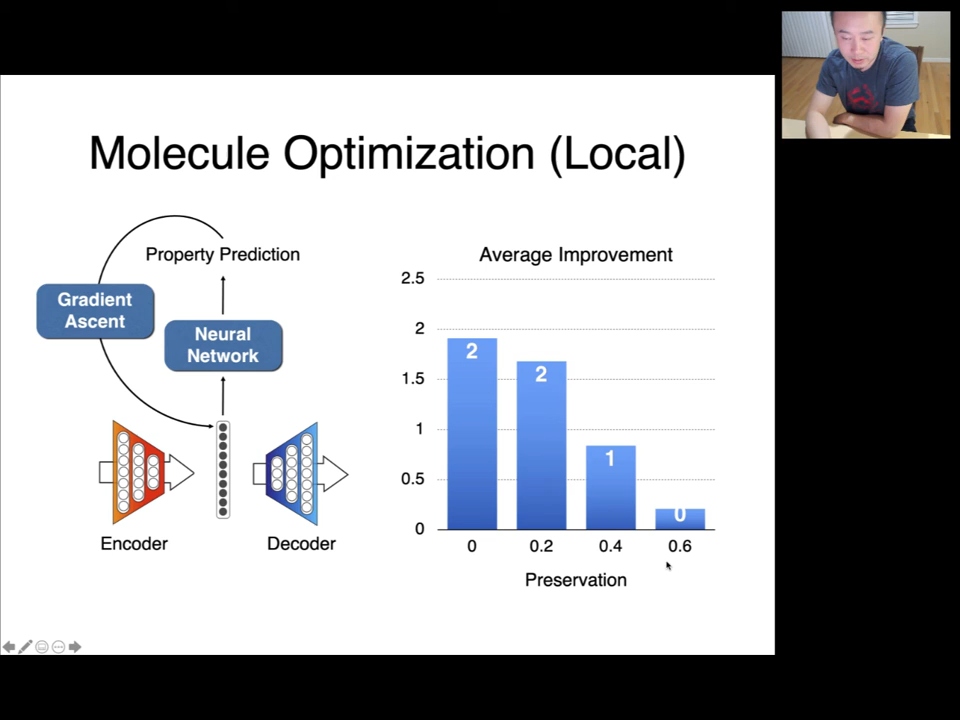 Molecule Optimization (Local)
Property Prediction
Gradient
Ascent
Neural
Network
Encoder
Decoder
Average Improvement
2.5
2
1.5
1
0.5
0
2
2
1
0
0
0.2
0.4
0.6
Preservation